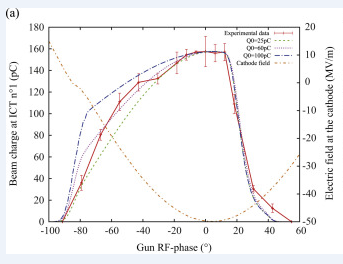 (a)
Experimental data
Q0=25pC
Q0=60pC
Q0=100pC
Cathode field
180
160
140
120
100
80
60
40
20
0
Beam charge at ICT n°1 (pC)
20
10
0
-10
-20
-30
-40
-50
Electric field at the cathode (MV/m)
-100 -80 -60 -40 -20 0 20 40 60
Gun RF-phase (°)